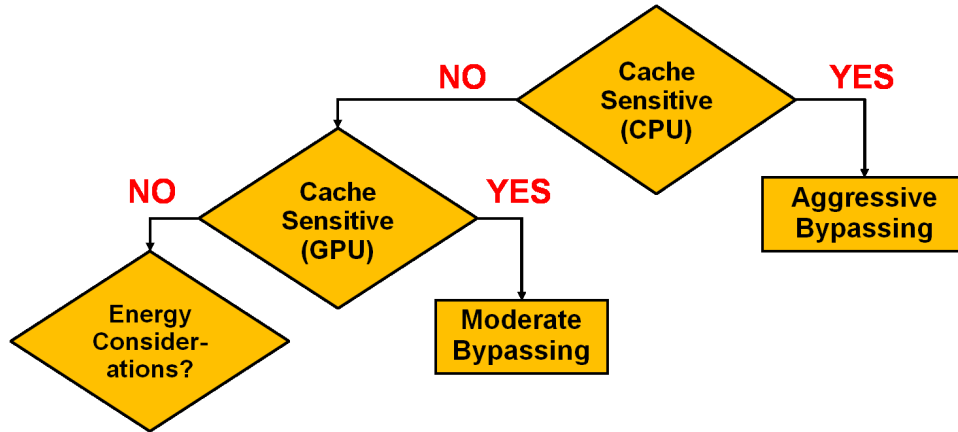 Cache
Sensitive
(CPU)
NO
YES
Cache
Sensitive
(GPU)
NO
YES
Aggressive
Bypassing
Energy
Consider-
ations?
Moderate
Bypassing